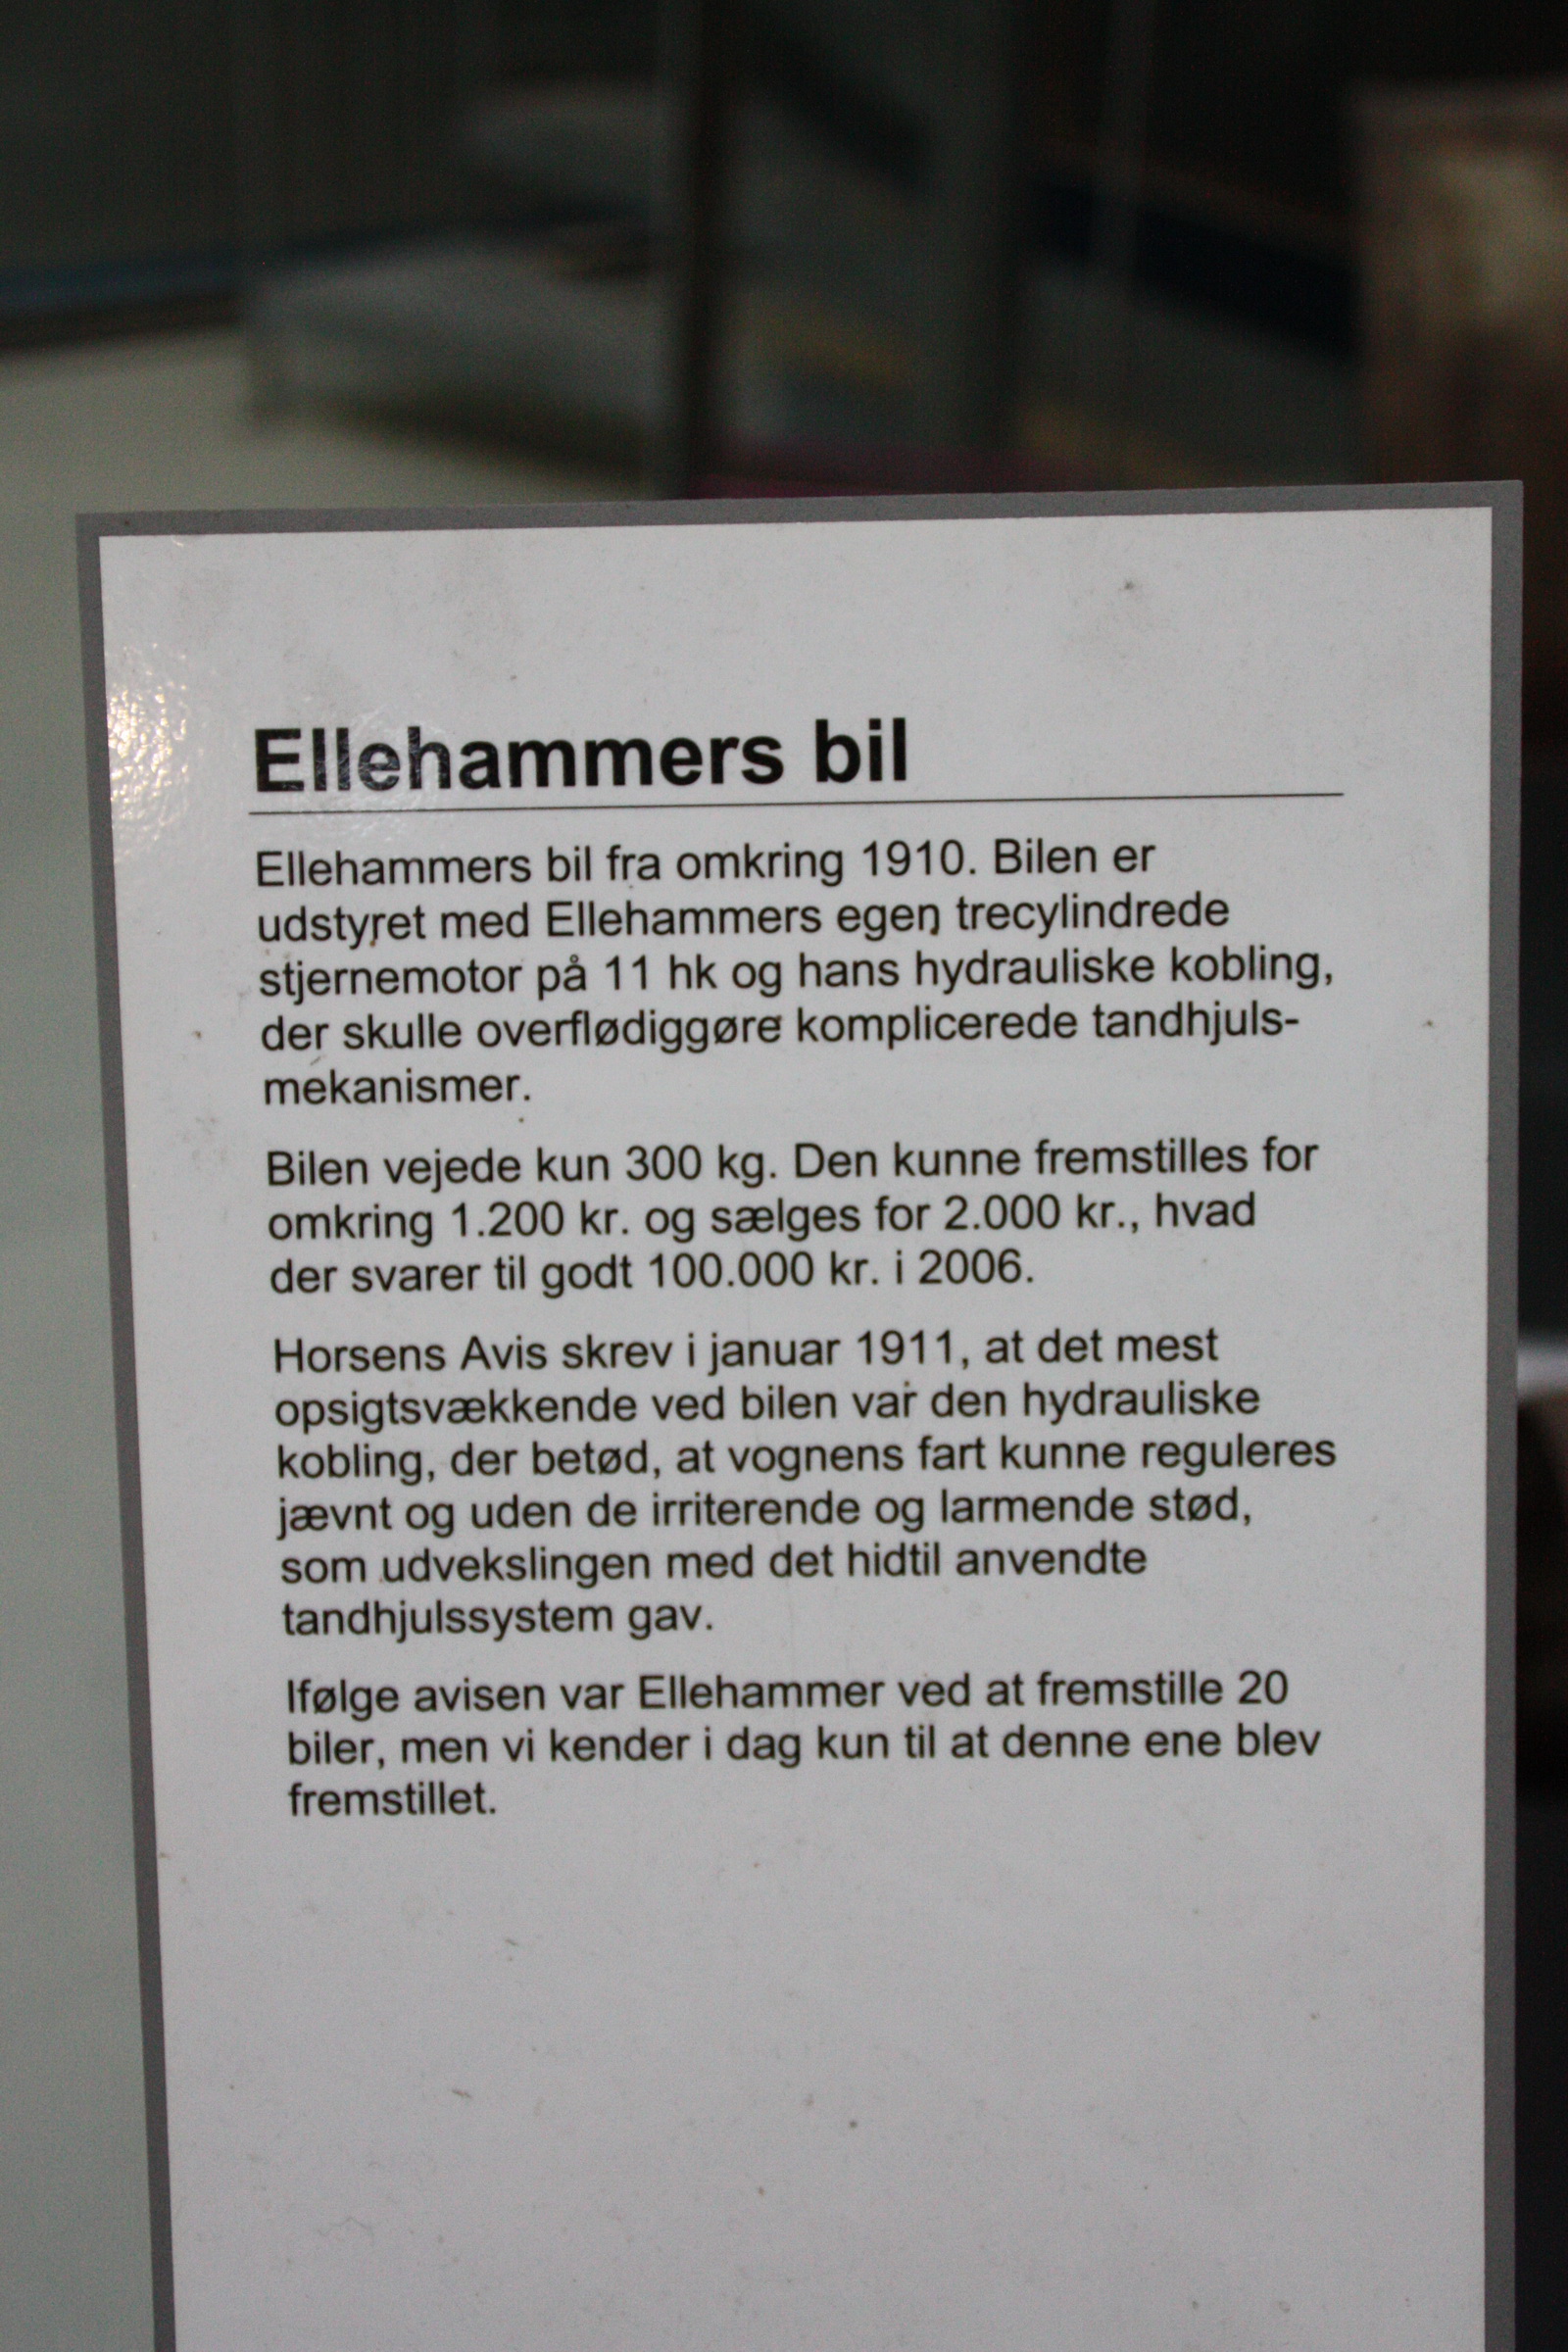 Ellehammers bil
Ellehammers bil fra omkring 1910. Bilen er
udstyret med Ellehammers egen trecylindrede
stjernemotor på 11 hk og hans hydrauliske kobling,
der skulle overflødiggøre komplicerede tandhjuls-
mekanismer.
Bilen vejede kun 300 kg. Den kunne fremstilles for
omkring 1.200 kr. og sælges for 2.000 kr., hvad
der svarer til godt 100.000 kr. i 2006.
Horsens Avis skrev i januar 1911, at det mest
opsigtsvækkende ved bilen var den hydrauliske
kobling, der betød, at vognens fart kunne reguleres
jævnt og uden de irriterende og larmende stød,
som udvekslingen med det hidtil anvendte
tandhjulssystem gav.
Ifølge avisen var Ellehammer ved at fremstille 20
biler, men vi kender i dag kun til at denne ene blev
fremstillet.